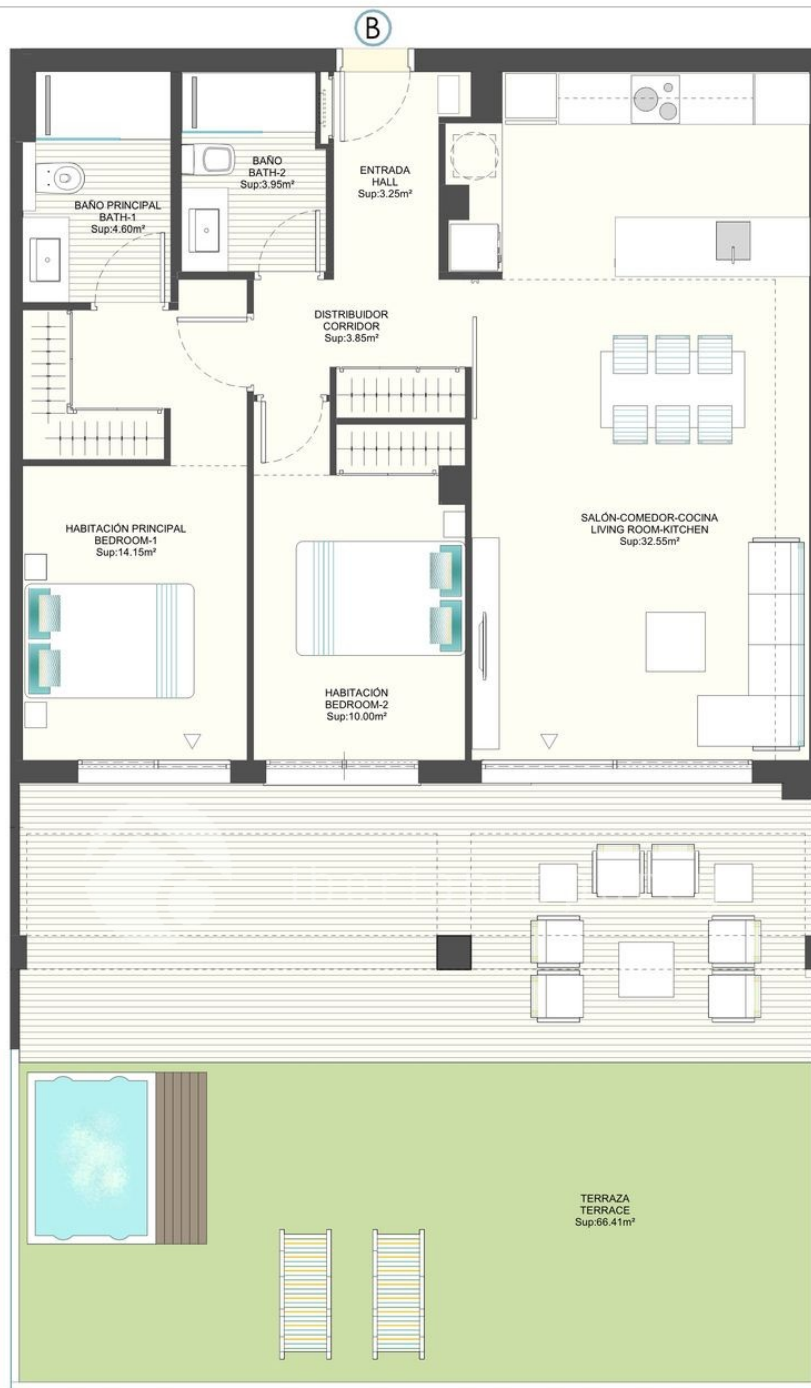 B
BAÑO
BATH-2
Sup:3.95m²
BAÑO PRINCIPAL
BATH-1
Sup:4.60m²
ENTRADA
HALL
Sup:3.25m²
DISTRIBUIDOR
CORRIDOR
Sup:3.85m²
HABITACIÓN PRINCIPAL
BEDROOM-1
Sup:14.15m²
SALÓN-COMEDOR-COCINA
LIVING ROOM-KITCHEN
Sup:32.55m²
HABITACIÓN
BEDROOM-2
Sup:10.00m²
TERRAZA
TERRACE
Sup:66.41m²